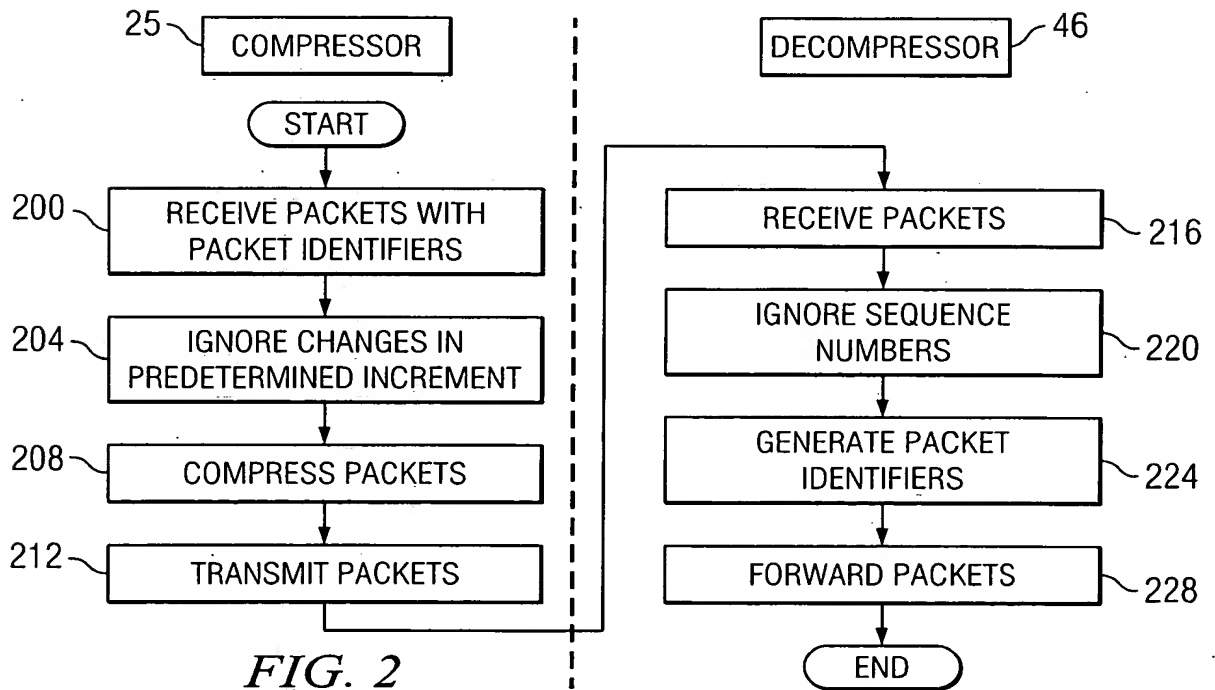 25
COMPRESSOR
START
200
RECEIVE PACKETS WITH
PACKET IDENTIFIERS
204
IGNORE CHANGES IN
PREDETERMINED INCREMENT
208
COMPRESS PACKETS
212
TRANSMIT PACKETS
FIG. 2
DECOMPRESSOR
46
RECEIVE PACKETS
216
IGNORE SEQUENCE
NUMBERS
220
GENERATE PACKET
IDENTIFIERS
224
FORWARD PACKETS
228
END